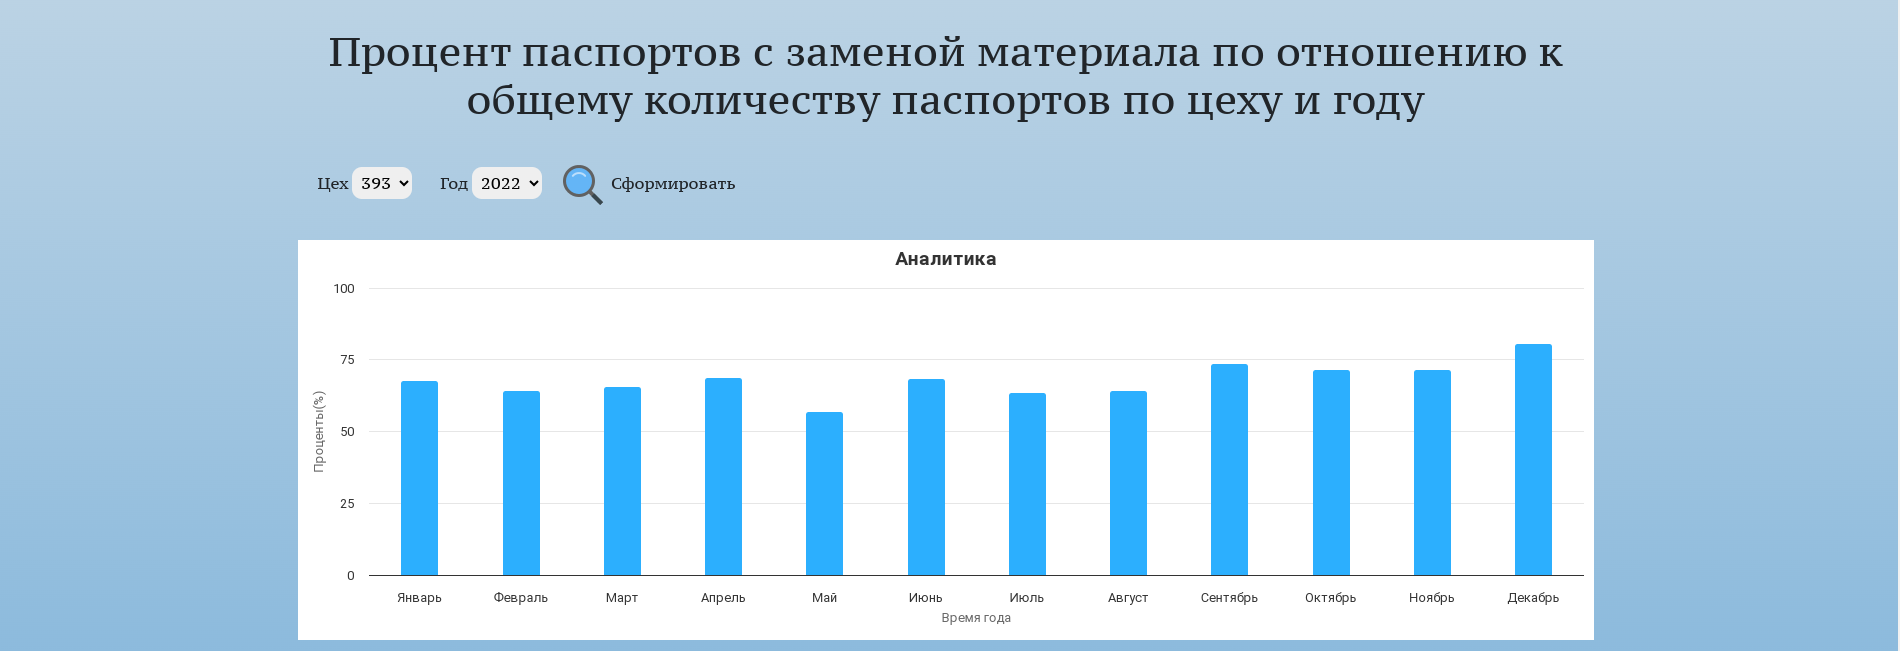 Процент паспортов с заменой материала по отношению к
общему количеству паспортов по цеху и году
Цех 393 Год 2022 Сформировать
Аналитика
100
75
50
25
0
Проценты(%)
Январь Февраль Март Апрель Май Июнь Июль Август Сентябрь Октябрь Ноябрь Декабрь
Время года